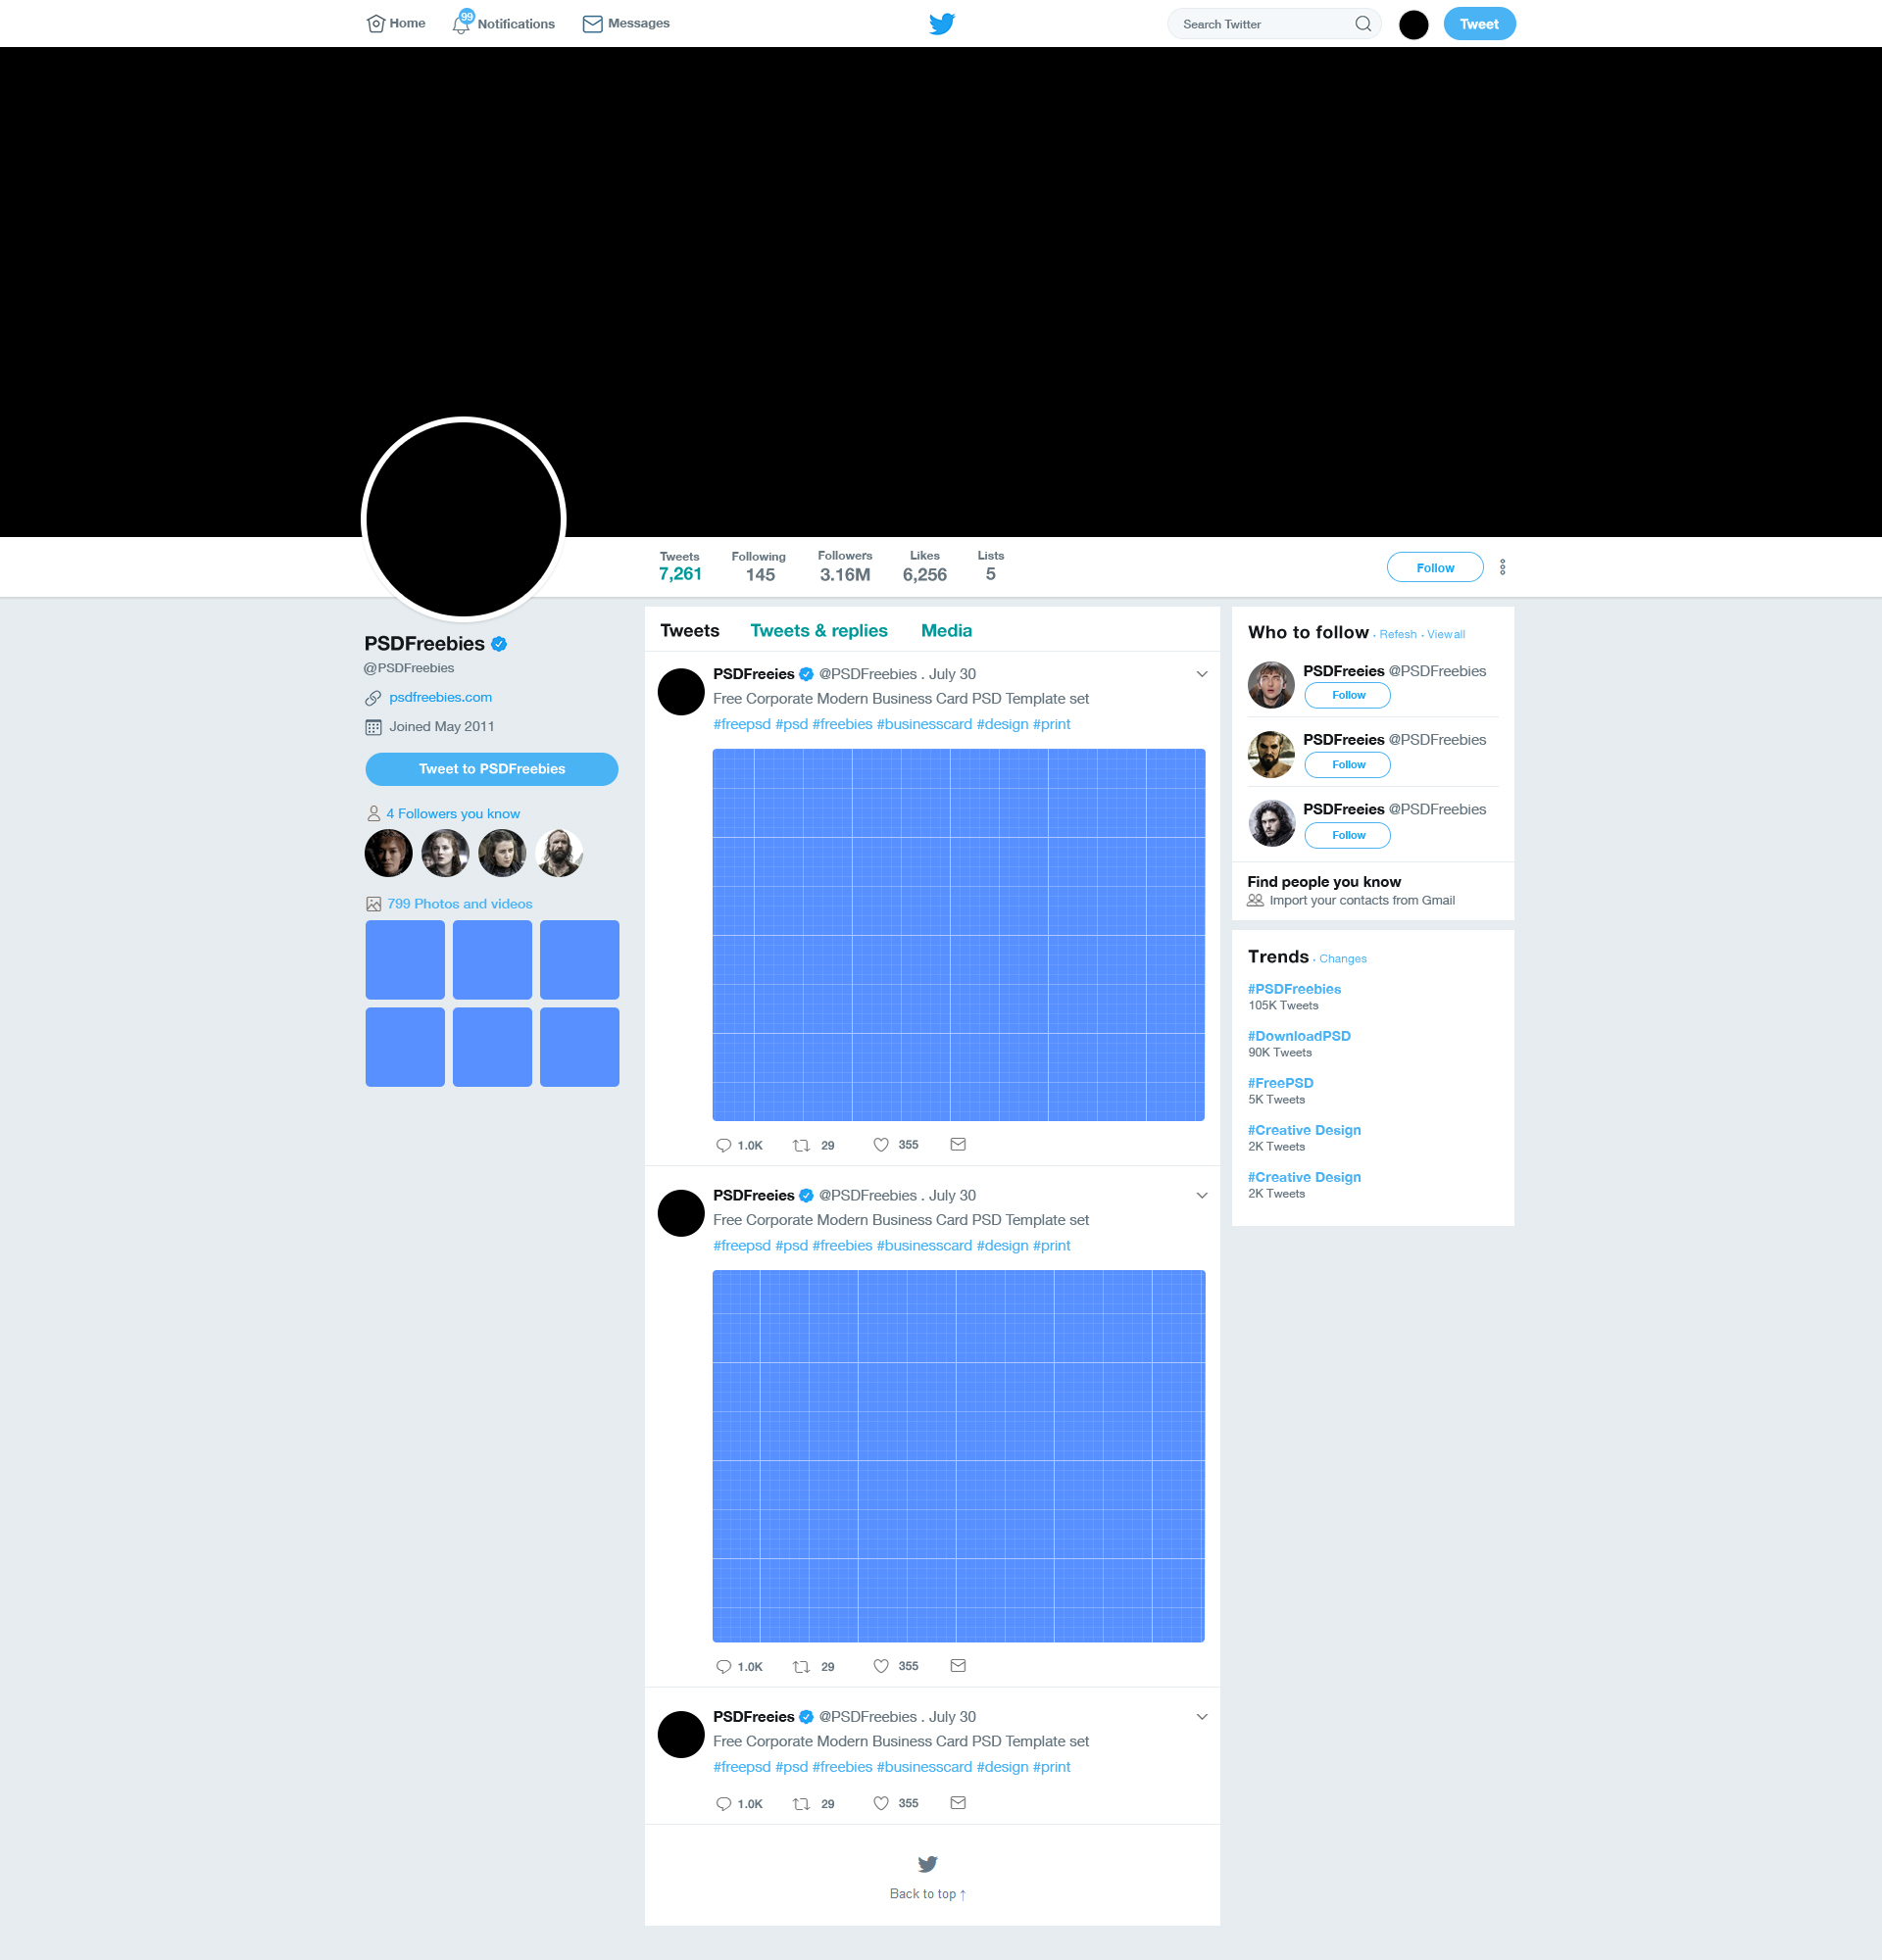 Home
99
Notifications
Messages
Search Twitter
Tweet
Tweets Following Followers Likes Lists
7,261 145 3.16M 6,256 5
Follow
PSDFreebies
@PSDFreebies
psdfreebies.com
Joined May 2011
Tweet to PSDFreebies
4 Followers you know
799 Photos and videos
Tweets Tweets & replies Media
PSDFreeies @PSDFreebies . July 30
Free Corporate Modern Business Card PSD Template set
#freepsd #psd #freebies #businesscard #design #print
1.0K 29 355
PSDFreeies @PSDFreebies . July 30
Free Corporate Modern Business Card PSD Template set
#freepsd #psd #freebies #businesscard #design #print
1.0K 29 355
PSDFreeies @PSDFreebies . July 30
Free Corporate Modern Business Card PSD Template set
#freepsd #psd #freebies #businesscard #design #print
1.0K 29 355
Back to top ↑
Who to follow . Refesh . View all
PSDFreeies @PSDFreebies
Follow
PSDFreeies @PSDFreebies
Follow
PSDFreeies @PSDFreebies
Follow
Find people you know
Import your contacts from Gmail
Trends . Changes
#PSDFreebies
105K Tweets
#DownloadPSD
90K Tweets
#FreePSD
5K Tweets
#Creative Design
2K Tweets
#Creative Design
2K Tweets